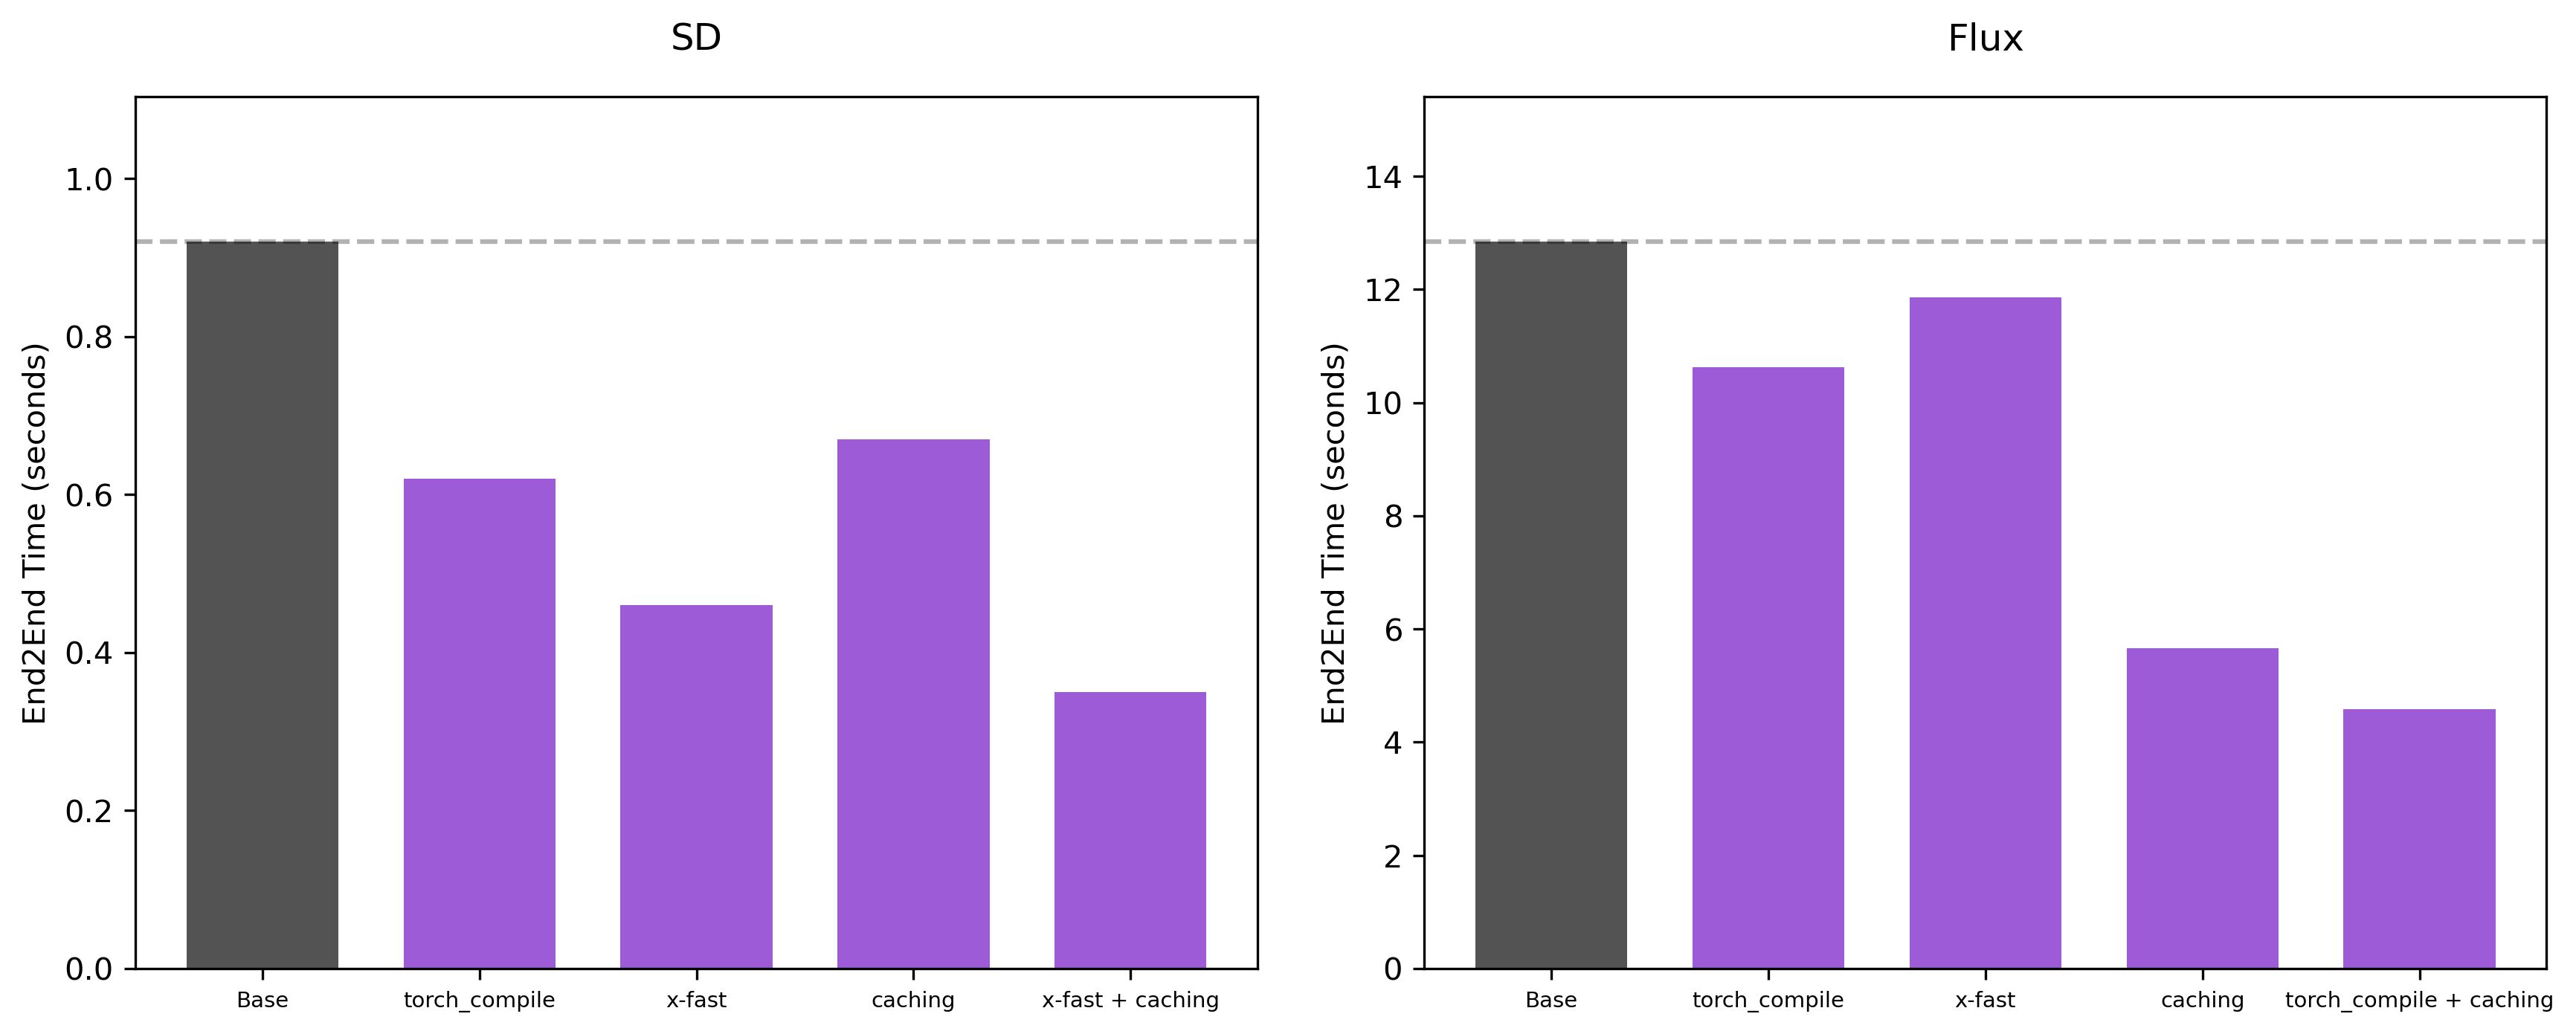 SD
End2End Time (seconds)
1.0
0.8
0.6
0.4
0.2
0.0
Base
torch_compile
x-fast
caching
x-fast + caching
Flux
End2End Time (seconds)
14
12
10
8
6
4
2
0
Base
torch_compile
x-fast
caching
torch_compile + caching